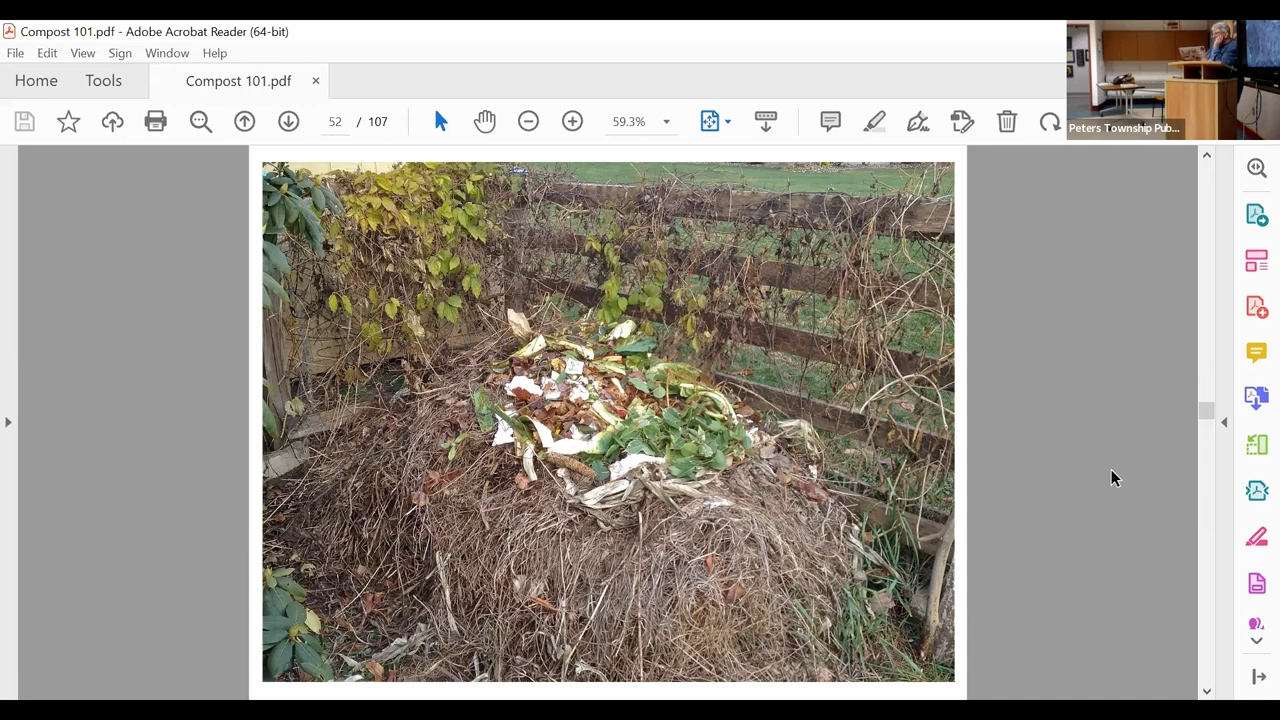 Compost 101.pdf - Adobe Acrobat Reader (64-bit)
File Edit View Sign Window Help
Home Tools Compost 101.pdf ×
52 / 107 59.3%
Peters Township Pub...